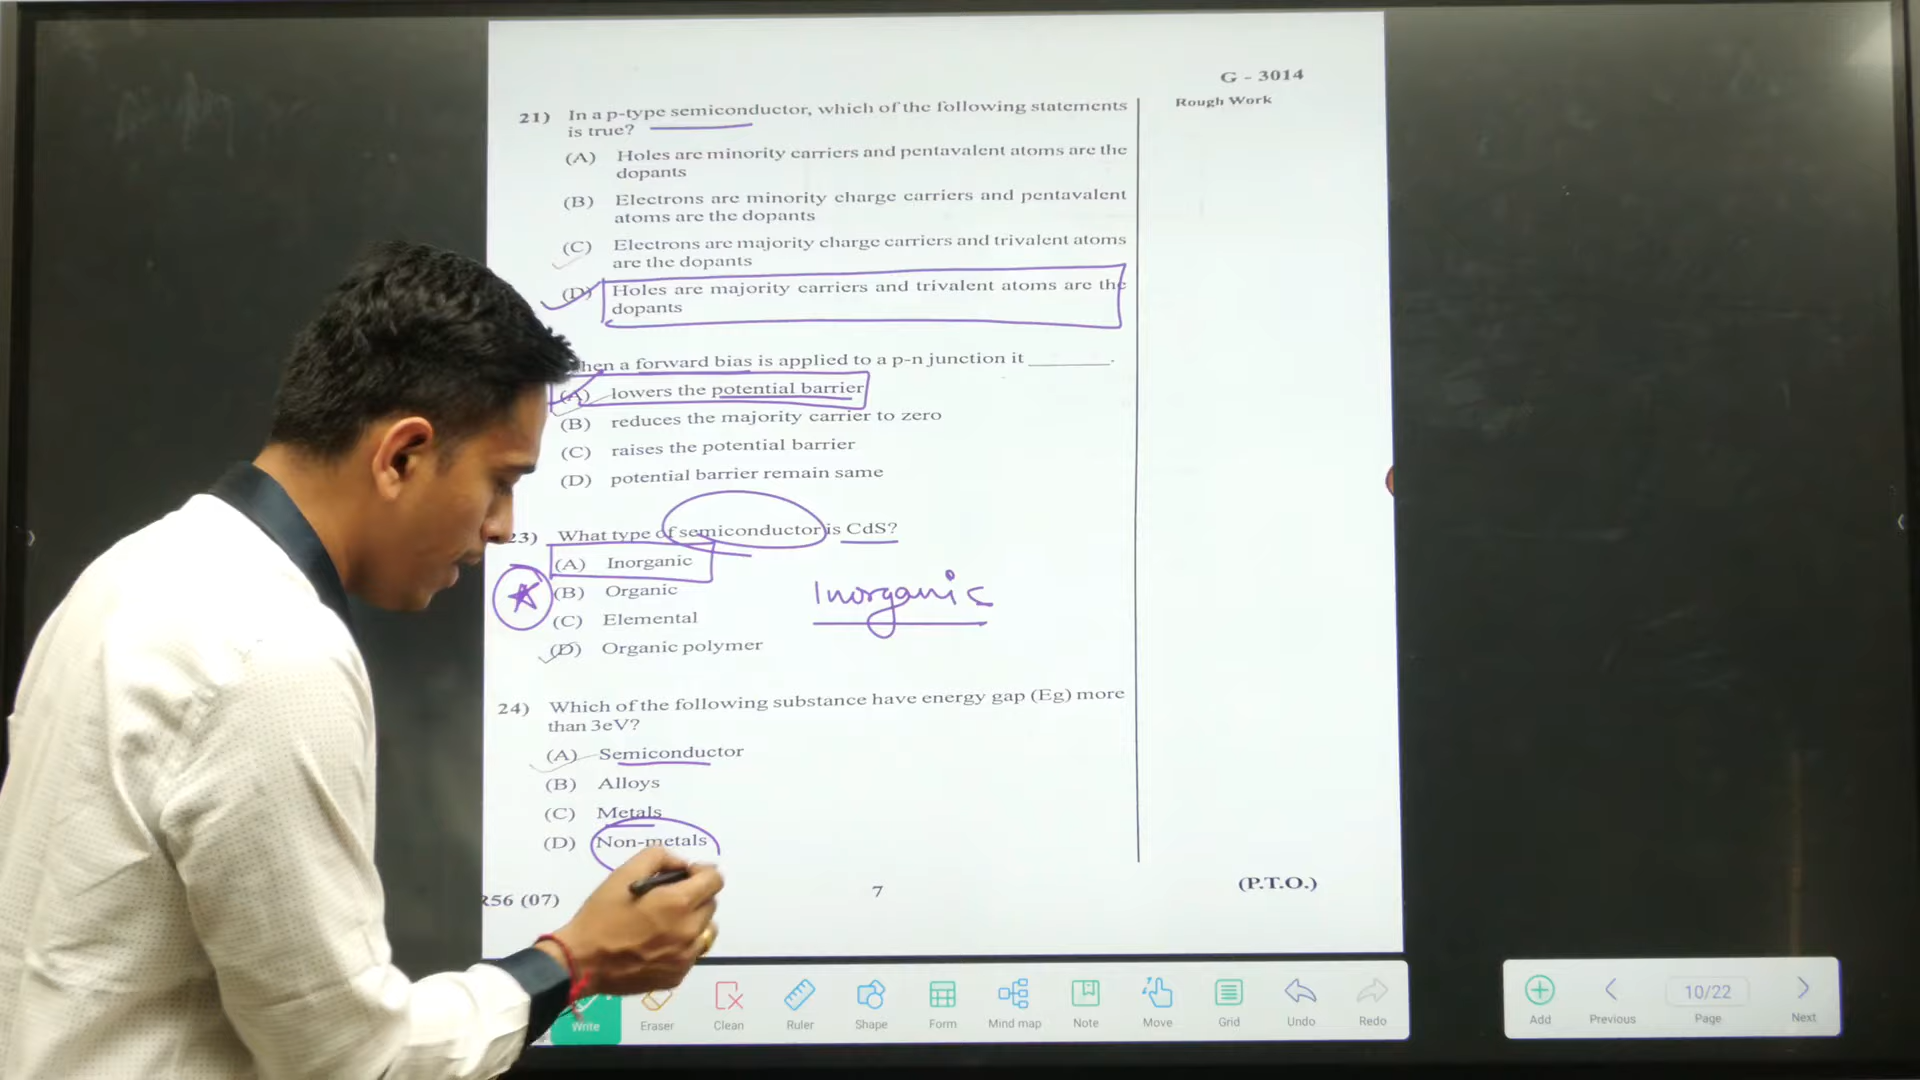 G - 3014
Rough Work
21) In a p-type semiconductor, which of the following statements
is true?
(A) Holes are minority carriers and pentavalent atoms are the
dopants
(B) Electrons are minority charge carriers and pentavalent
atoms are the dopants
(C) Electrons are majority charge carriers and trivalent atoms
are the dopants
(D) Holes are majority carriers and trivalent atoms are the
dopants
hen a forward bias is applied to a p-n junction it ________.
(A) lowers the potential barrier
(B) reduces the majority carrier to zero
(C) raises the potential barrier
(D) potential barrier remain same
23) What type of semiconductor is CdS?
(A) Inorganic
(B) Organic
Inorganic
(C) Elemental
(D) Organic polymer
24) Which of the following substance have energy gap (Eg) more
than 3eV?
(A) Semiconductor
(B) Alloys
(C) Metals
(D) Non-metals
R56 (07)
7
(P.T.O.)
Write
Eraser
Clean
Ruler
Shape
Form
Mind map
Note
Move
Grid
Undo
Redo
Add
Previous
10/22
Page
Next